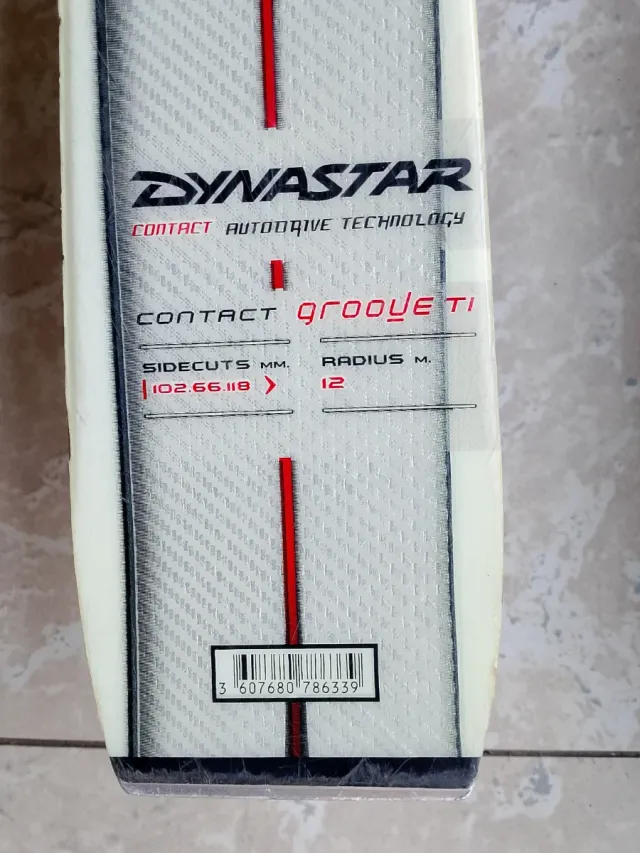 DYNASTAR
CONTACT AUTODRIVE TECHNOLOGY
CONTACT groove TI
SIDECUTS MM. RADIUS M.
102.66.118 12
3 607680 786339